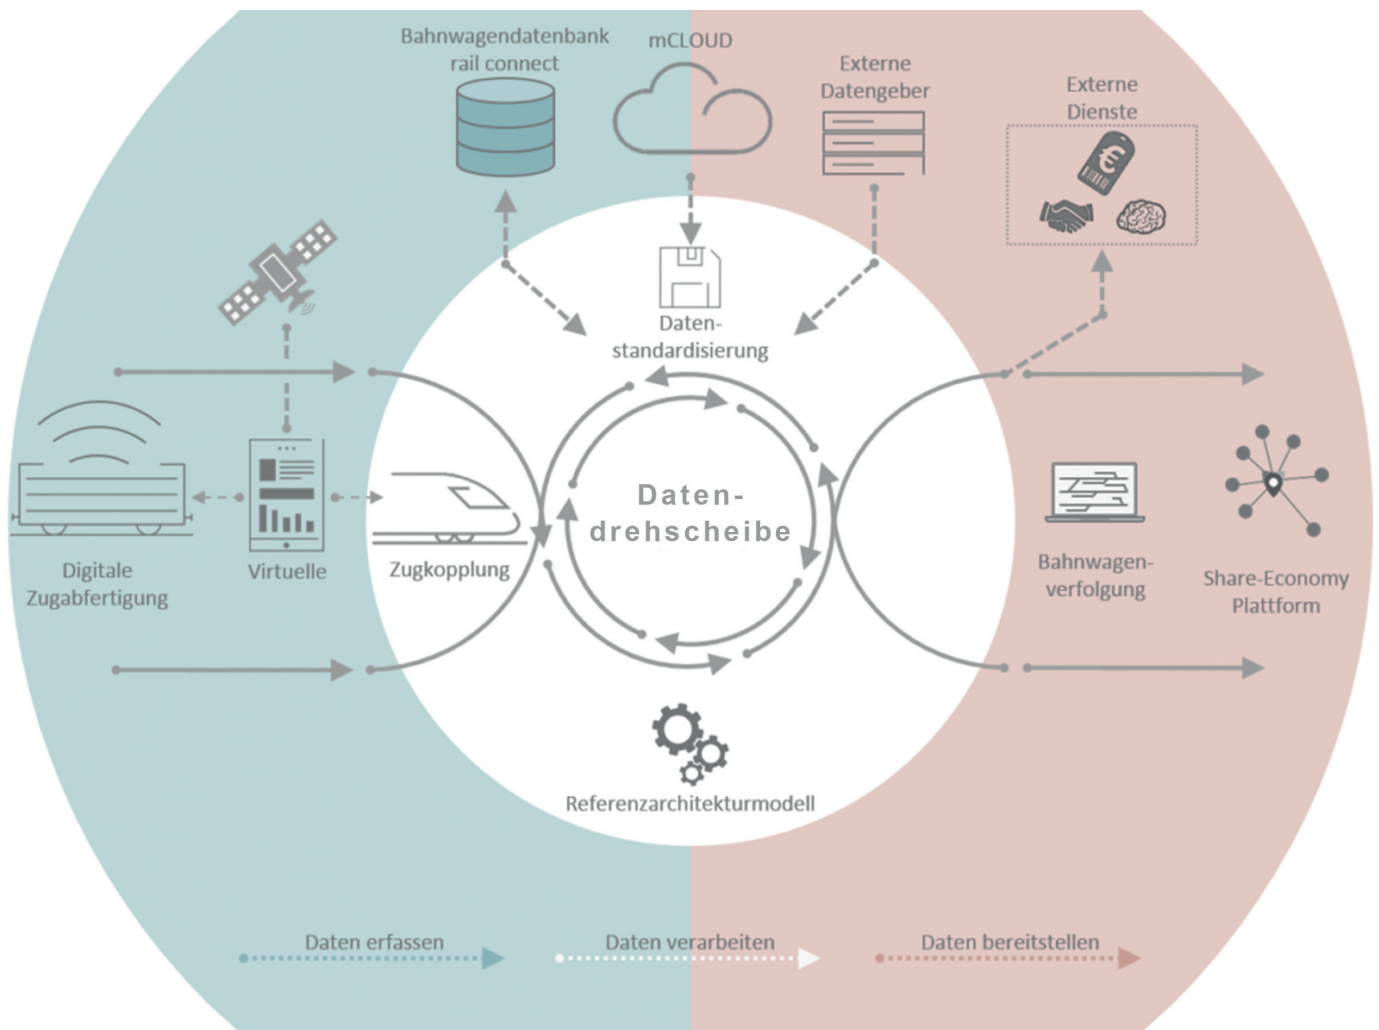 Bahnwagendatenbank
rail connect
mCLOUD
Externe
Datengeber
Externe
Dienste
€
Daten-
standardisierung
Daten-
drehscheibe
Digitale
Zugabfertigung
Virtuelle
Zugkopplung
Bahnwagen-
verfolgung
Share-Economy
Plattform
Referenzarchitekturmodell
Daten erfassen
Daten verarbeiten
Daten bereitstellen